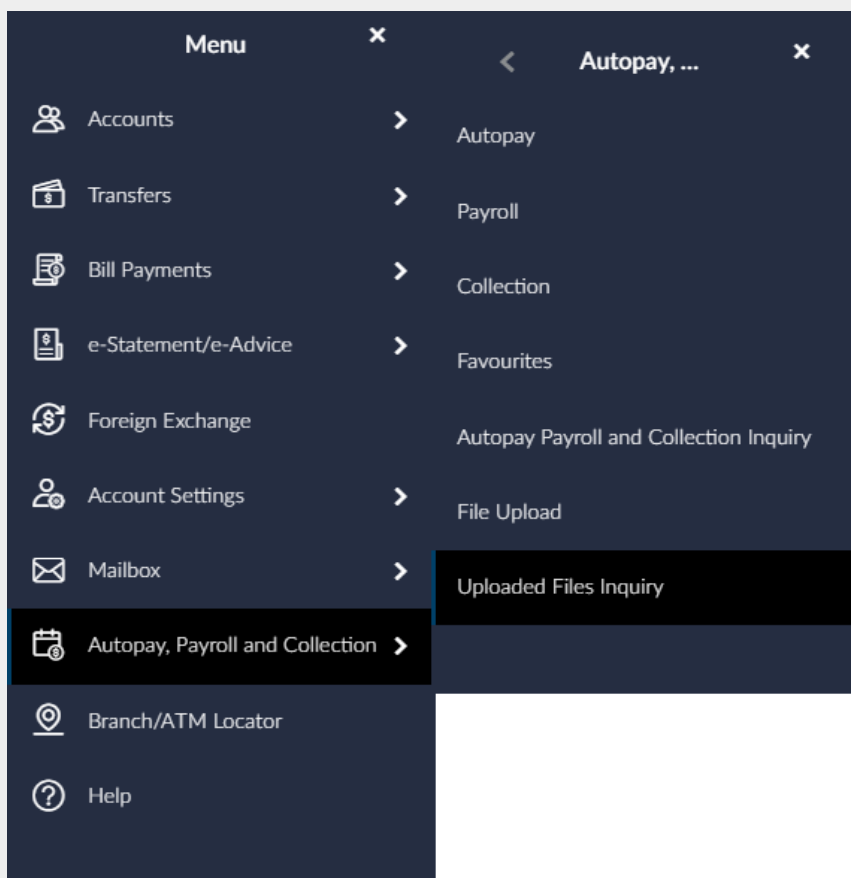 Menu
Accounts
Transfers
Bill Payments
e-Statement/e-Advice
Foreign Exchange
Account Settings
Mailbox
Autopay, Payroll and Collection
Branch/ATM Locator
Help
Autopay, ...
Autopay
Payroll
Collection
Favourites
Autopay Payroll and Collection Inquiry
File Upload
Uploaded Files Inquiry